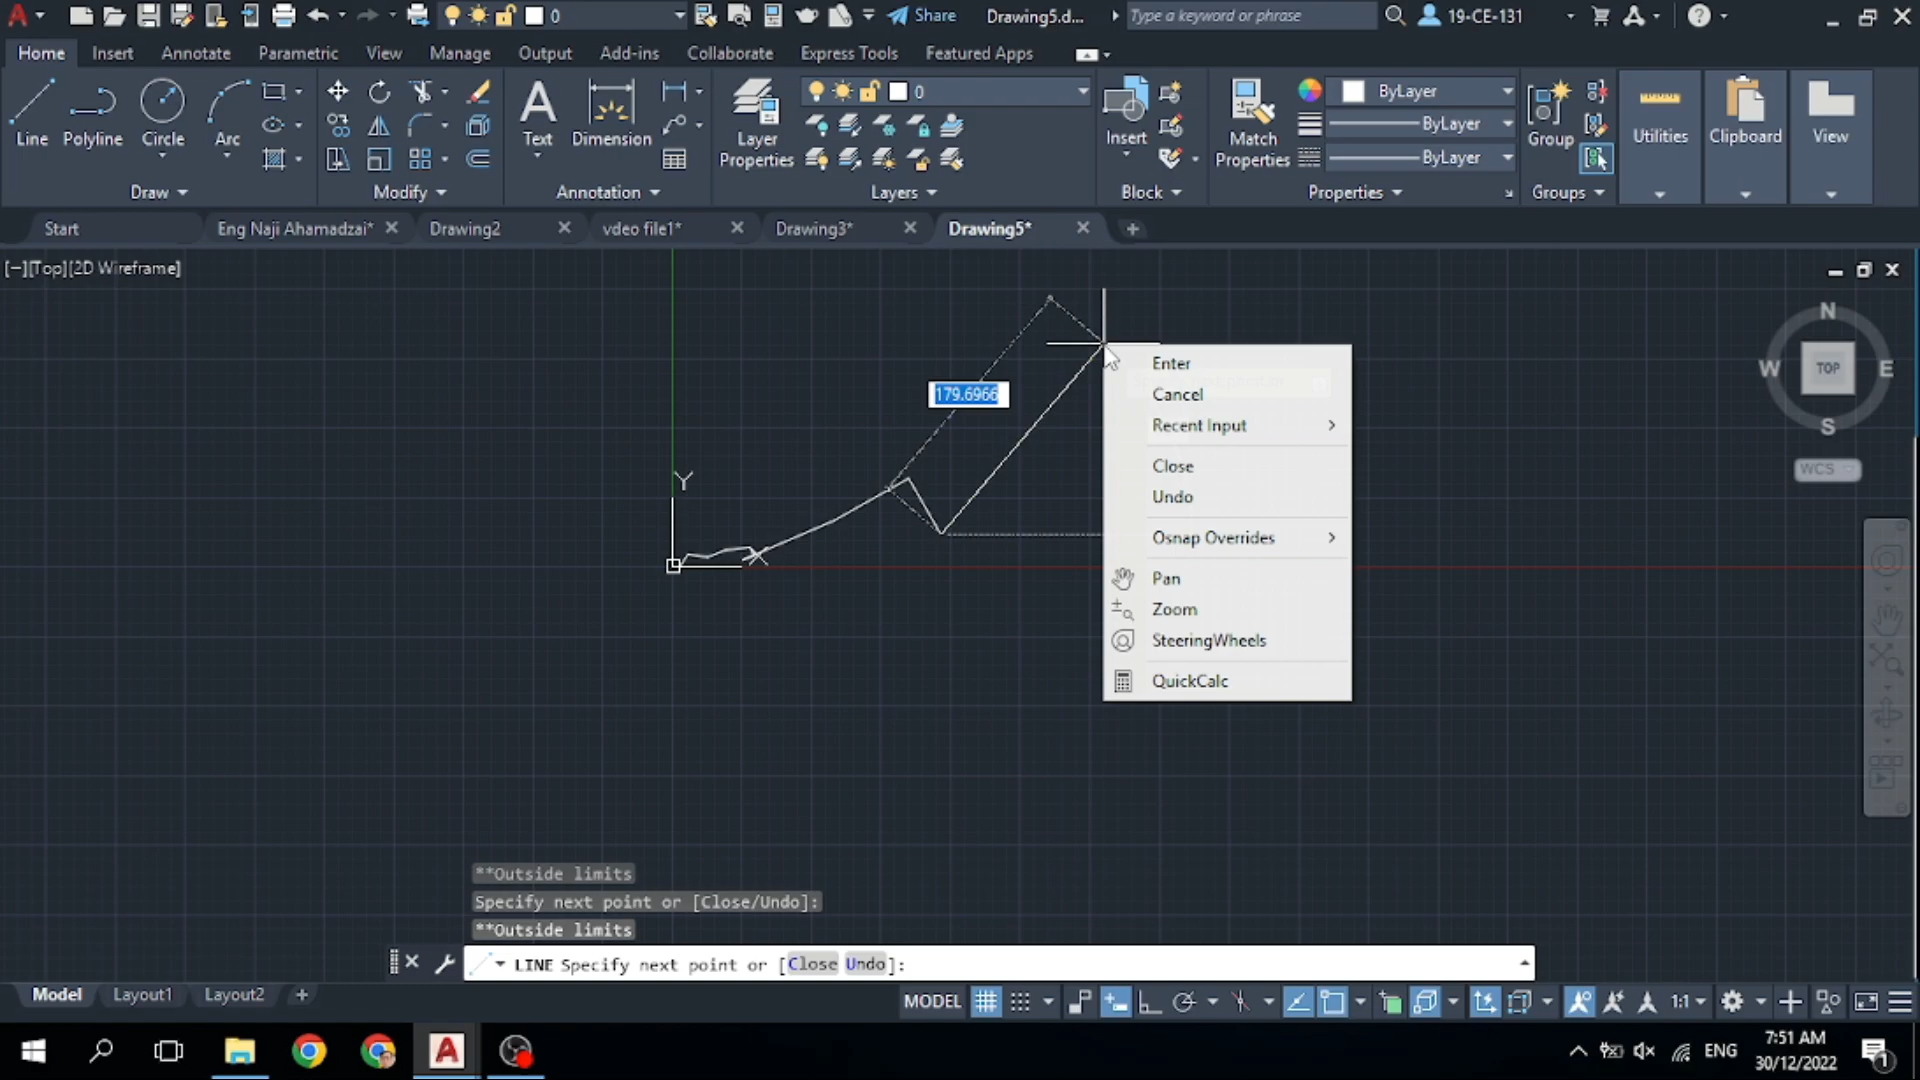 0
Share
Drawing5.d...
Type a keyword or phrase
19-CE-131
Home
Insert
Annotate
Parametric
View
Manage
Output
Add-ins
Collaborate
Express Tools
Featured Apps
Line
Polyline
Circle
Arc
Draw
Modify
Text
Dimension
Annotation
Layer Properties
0
Layers
Insert
Block
Match Properties
ByLayer
ByLayer
ByLayer
Properties
Group
Groups
Utilities
Clipboard
View
Start
Eng Naji Ahamadzai*
Drawing2
vdeo file1*
Drawing3*
Drawing5*
[−][Top][2D Wireframe]
N
W
TOP
E
S
WCS
179.6966
Y
Enter
Cancel
Recent Input
Close
Undo
Osnap Overrides
Pan
Zoom
SteeringWheels
QuickCalc
**Outside limits
Specify next point or [Close/Undo]:
**Outside limits
LINE Specify next point or [Close Undo]:
Model
Layout1
Layout2
MODEL
1:1
ENG
7:51 AM
30/12/2022
1